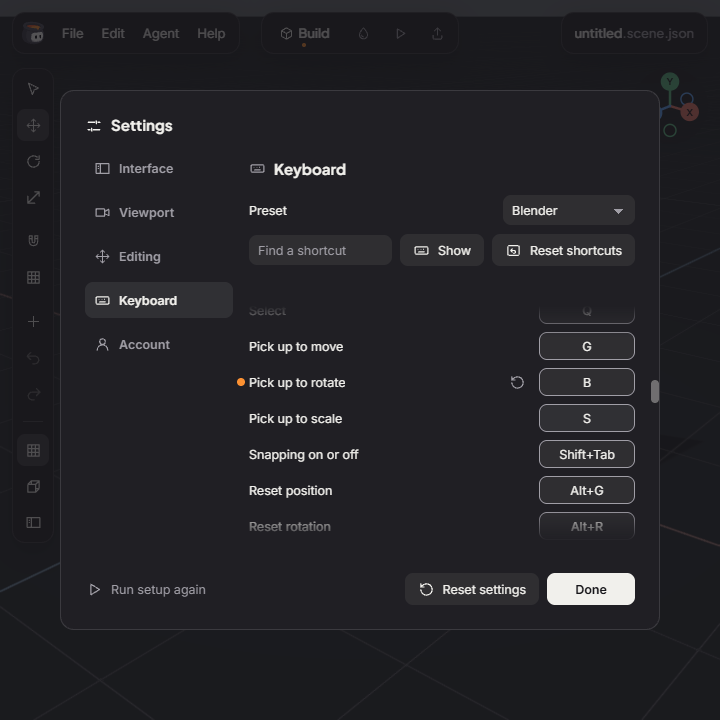 File Edit Agent Help
Build
untitled.scene.json
Y
X
Settings
Interface
Viewport
Editing
Keyboard
Account
Keyboard
Preset
Blender
Find a shortcut
Show
Reset shortcuts
Select Q
Pick up to move G
Pick up to rotate B
Pick up to scale S
Snapping on or off Shift+Tab
Reset position Alt+G
Reset rotation Alt+R
Run setup again
Reset settings
Done